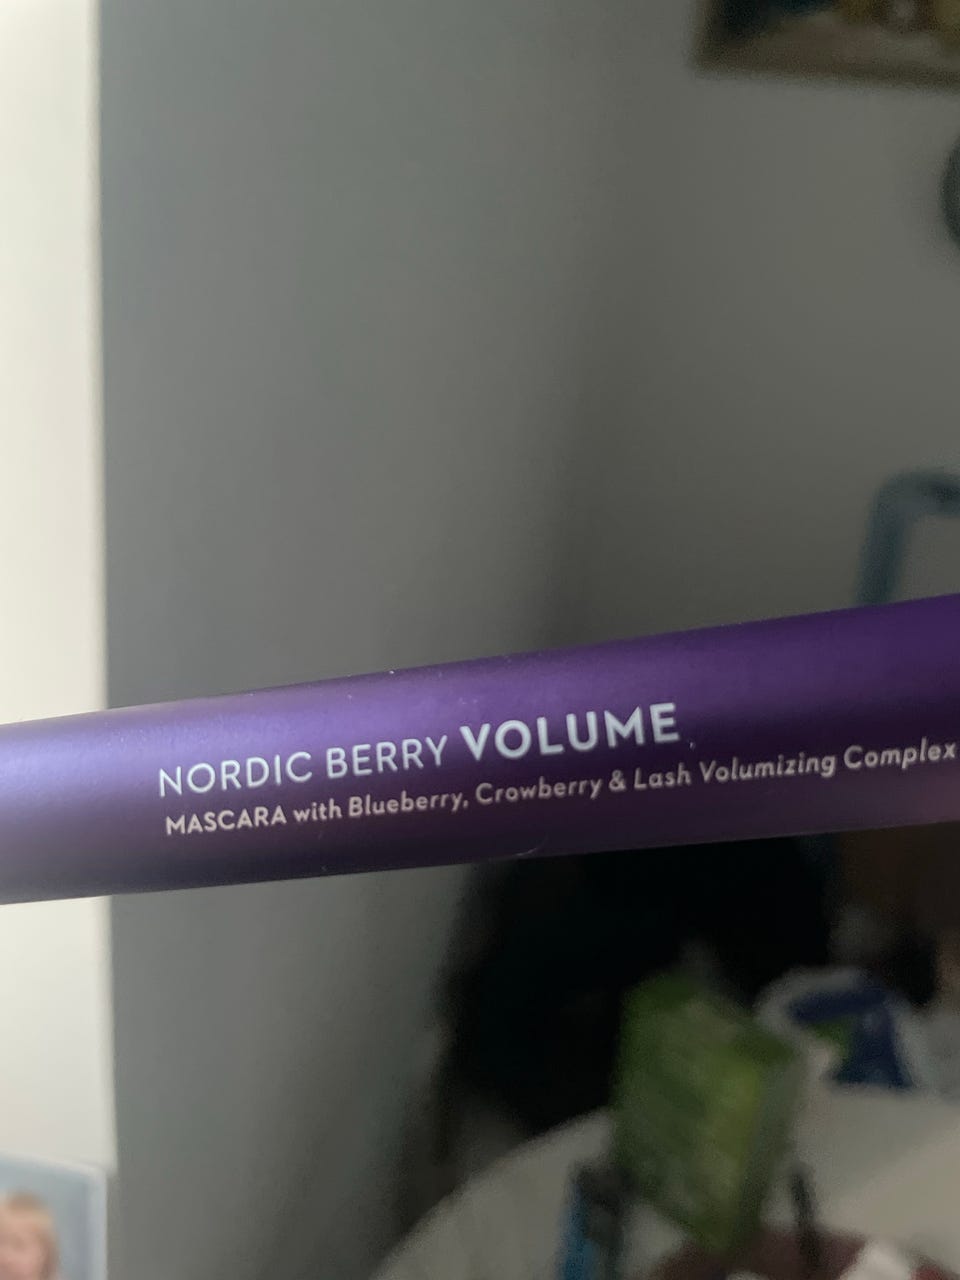 NORDIC BERRY VOLUME
MASCARA with Blueberry, Crowberry & Lash Volumizing Complex